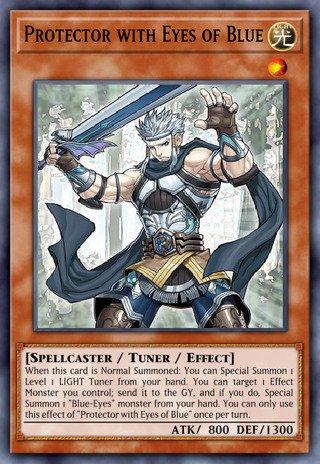 Protector with Eyes of Blue
LIGHT
光
[Spellcaster / Tuner / Effect]
When this card is Normal Summoned: You can Special Summon 1
Level 1 LIGHT Tuner from your hand. You can target 1 Effect
Monster you control; send it to the GY, and if you do, Special
Summon 1 "Blue-Eyes" monster from your hand. You can only use
this effect of "Protector with Eyes of Blue" once per turn.
ATK/ 800 DEF/1300